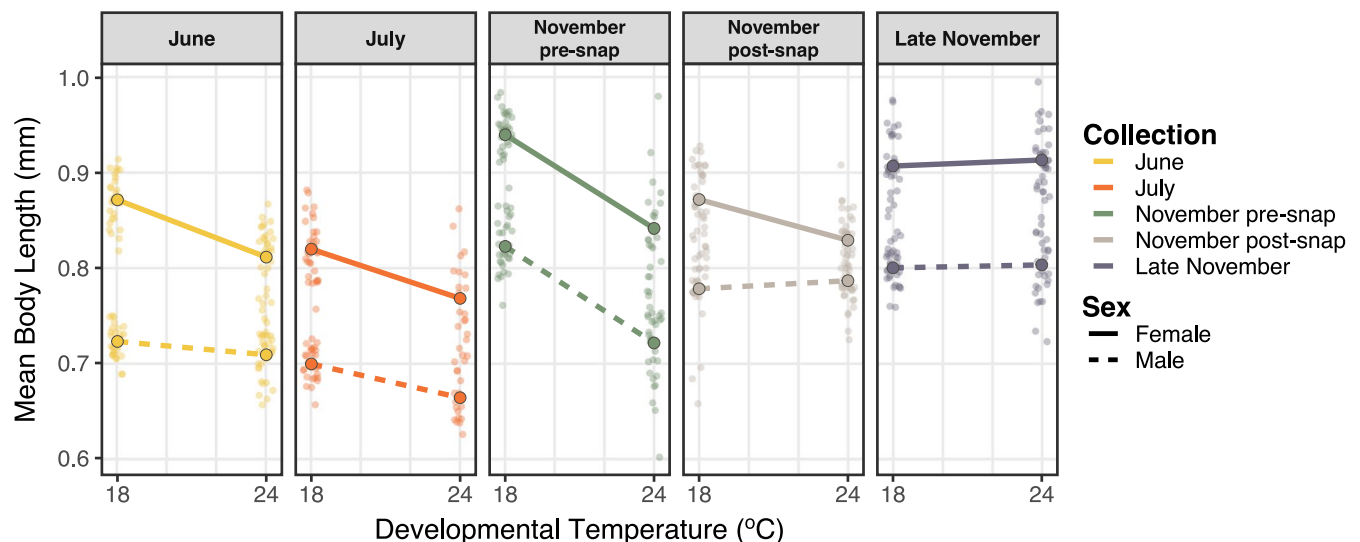 June
July
November
pre-snap
November
post-snap
Late November
1.0
0.9
0.8
0.7
0.6
Mean Body Length (mm)
18
24
18
24
18
24
18
24
18
24
Developmental Temperature (ºC)
Collection
June
July
November pre-snap
November post-snap
Late November
Sex
Female
Male